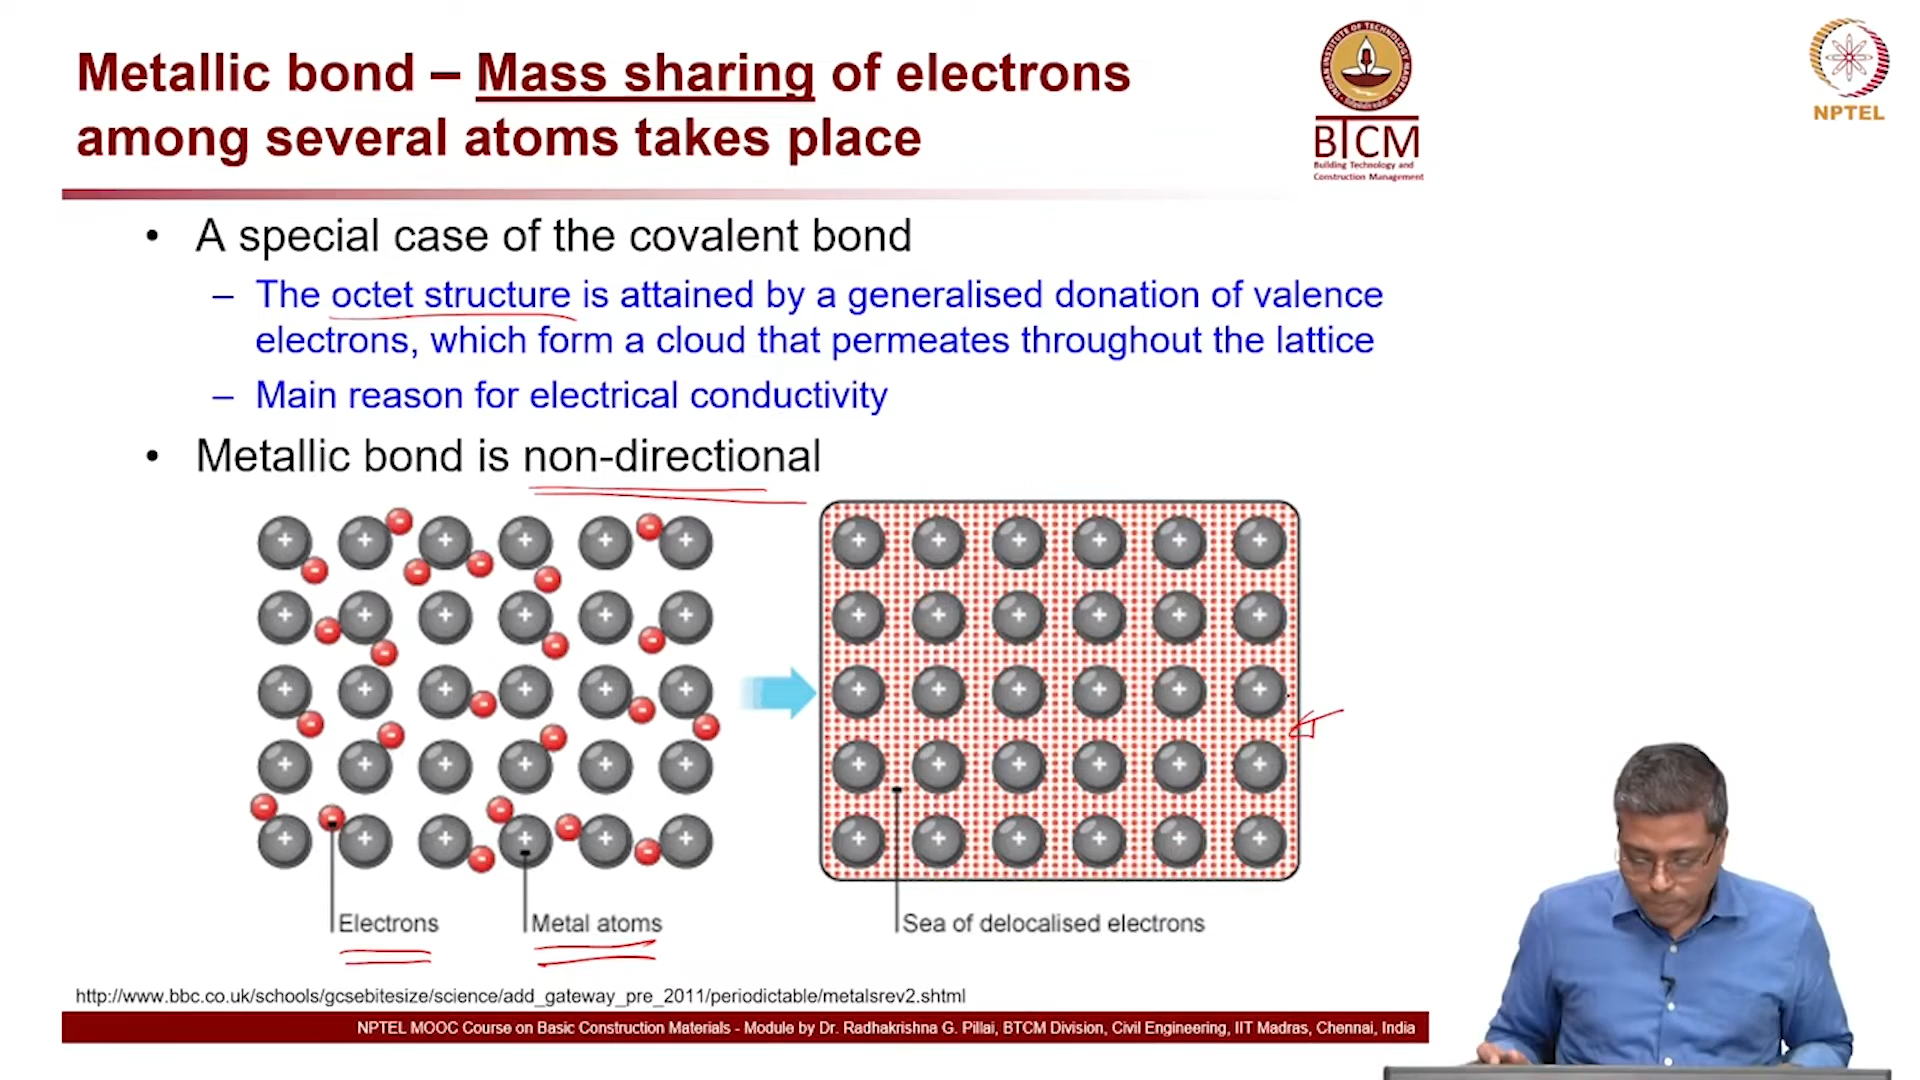 Metallic bond – Mass sharing of electrons
among several atoms takes place
BTCM
Building Technology and
Construction Management
NPTEL
• A special case of the covalent bond
– The octet structure is attained by a generalised donation of valence
electrons, which form a cloud that permeates throughout the lattice
– Main reason for electrical conductivity
• Metallic bond is non-directional
Electrons
Metal atoms
Sea of delocalised electrons
http://www.bbc.co.uk/schools/gcsebitesize/science/add_gateway_pre_2011/periodictable/metalsrev2.shtml
NPTEL MOOC Course on Basic Construction Materials - Module by Dr. Radhakrishna G. Pillai, BTCM Division, Civil Engineering, IIT Madras, Chennai, India